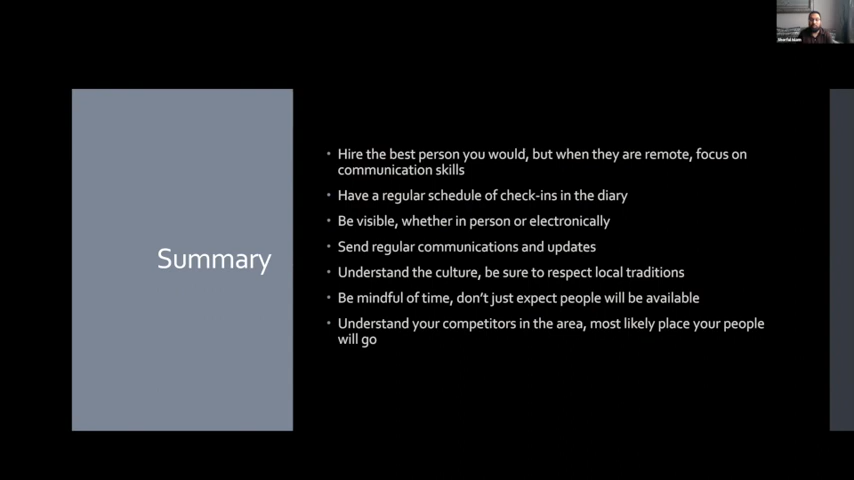 Summary
• Hire the best person you would, but when they are remote, focus on
communication skills
• Have a regular schedule of check-ins in the diary
• Be visible, whether in person or electronically
• Send regular communications and updates
• Understand the culture, be sure to respect local traditions
• Be mindful of time, don't just expect people will be available
• Understand your competitors in the area, most likely place your people
will go